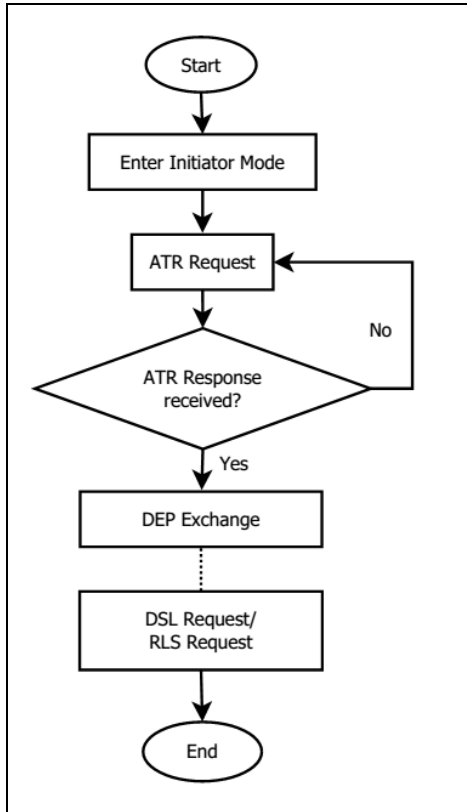 Start
Enter Initiator Mode
ATR Request
No
ATR Response
received?
Yes
DEP Exchange
DSL Request/
RLS Request
End